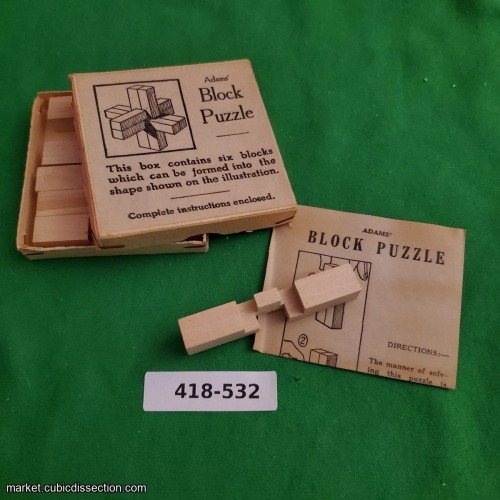 Adams'
Block
Puzzle
This box contains six blocks
which can be formed into the
shape shown on the illustration.
Complete instructions enclosed.
ADAMS'
BLOCK PUZZLE
2
DIRECTIONS:—
The manner of solv-
ing this puzzle is
418-532
market.cubicdissection.com